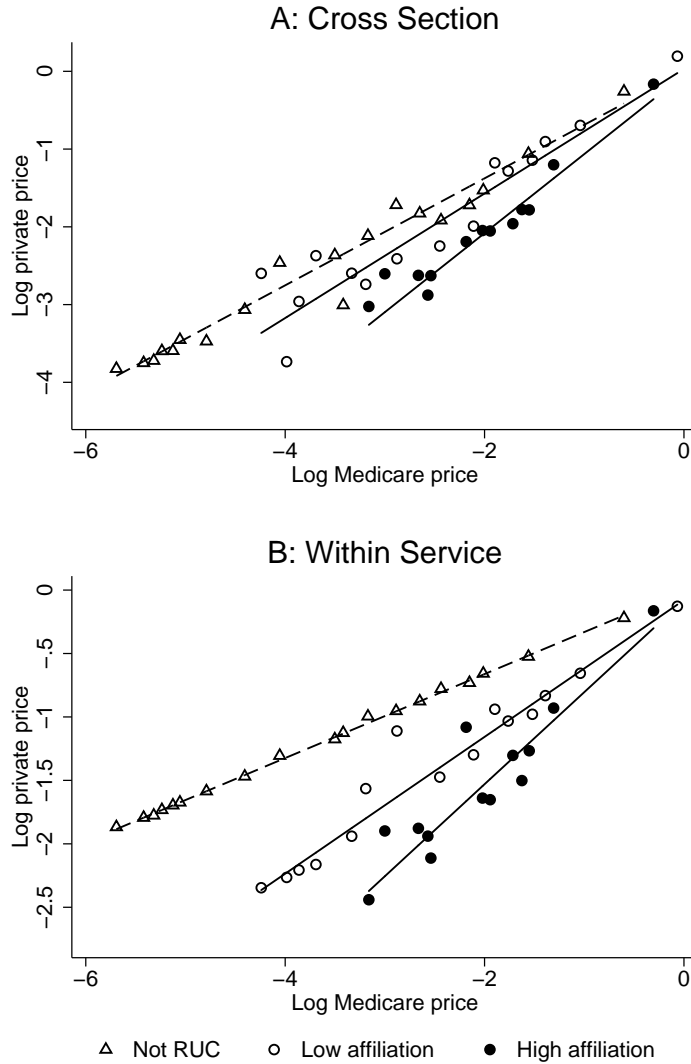 A: Cross Section
Log private price
0
−1
−2
−3
−4
−6
−4
−2
0
Log Medicare price
B: Within Service
Log private price
0
−.5
−1
−1.5
−2
−2.5
−6
−4
−2
0
Log Medicare price
Not RUC
Low affiliation
High affiliation